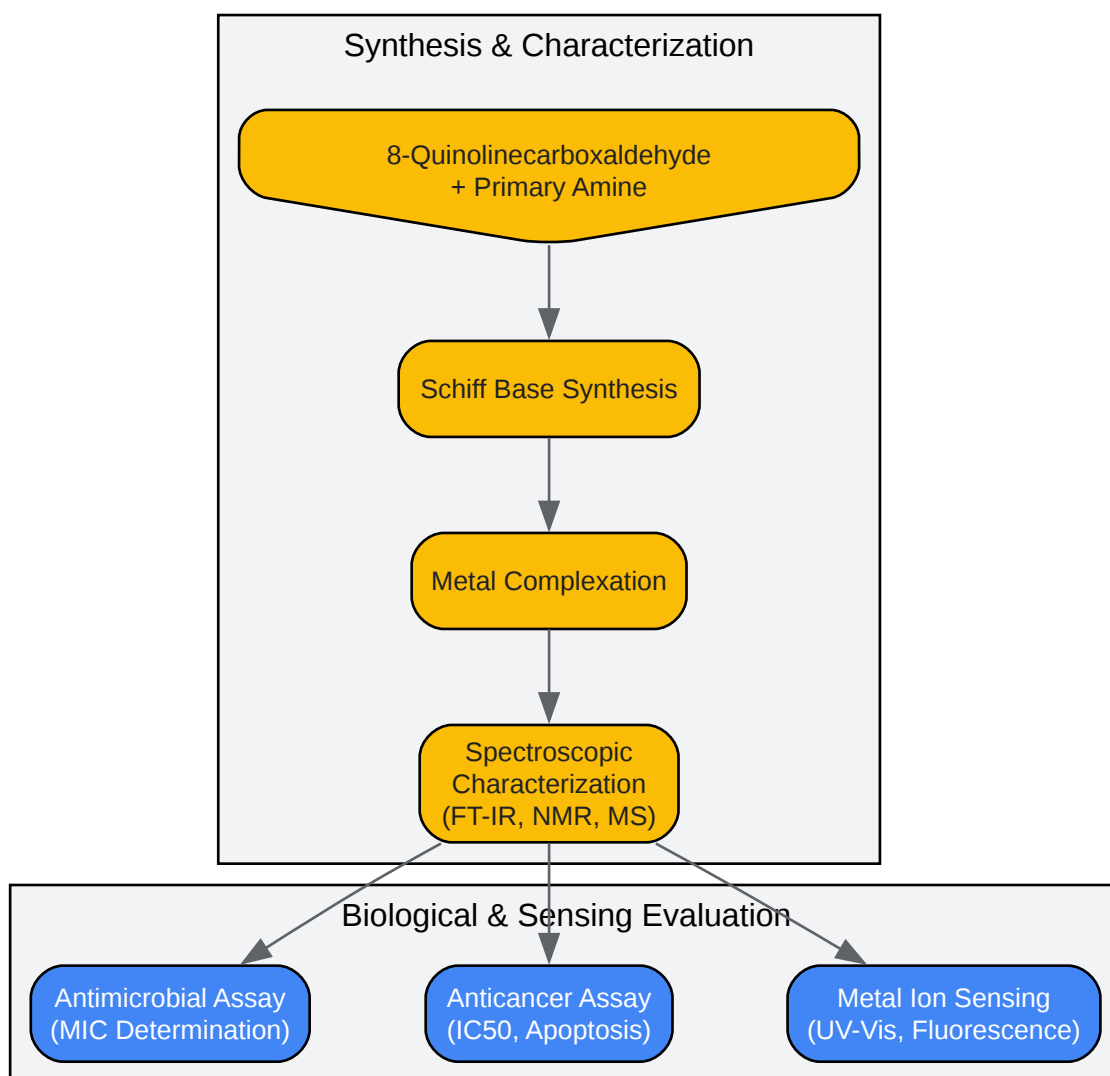 Synthesis & Characterization
8-Quinolinecarboxaldehyde
+ Primary Amine
Schiff Base Synthesis
Metal Complexation
Spectroscopic
Characterization
(FT-IR, NMR, MS)
Biological & Sensing Evaluation
Antimicrobial Assay
(MIC Determination)
Anticancer Assay
(IC50, Apoptosis)
Metal Ion Sensing
(UV-Vis, Fluorescence)